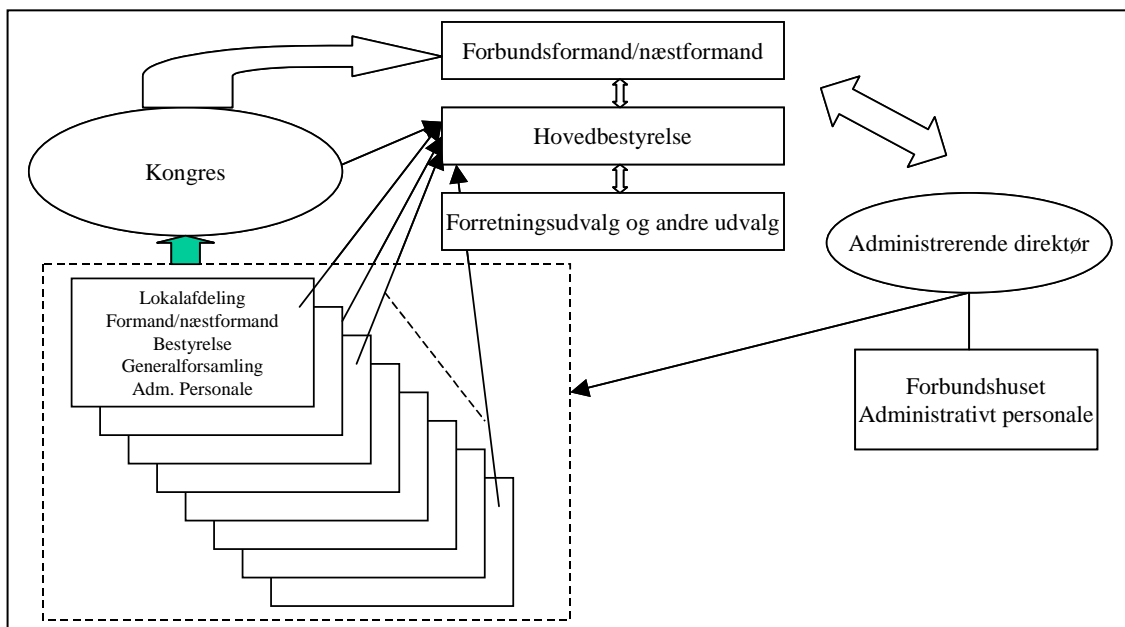 Forbundsformand/næstformand
Hovedbestyrelse
Kongres
Forretningsudvalg og andre udvalg
Administrerende direktør
Lokalafdeling
Formand/næstformand
Bestyrelse
Generalforsamling
Adm. Personale
Forbundshuset
Administrativt personale